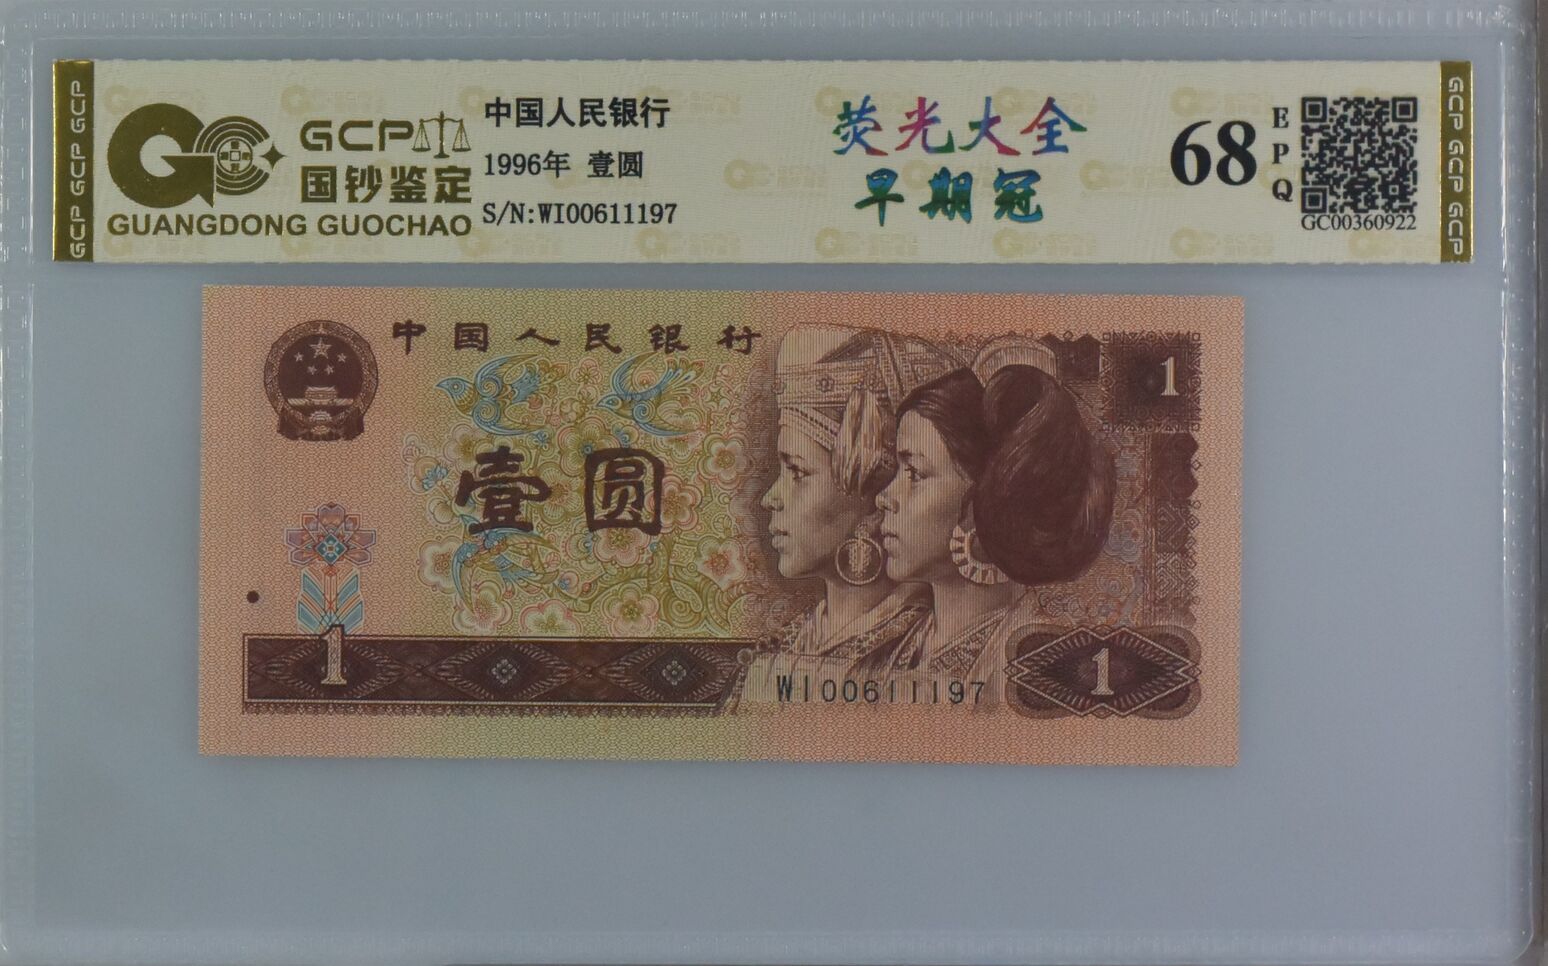 GCP
国钞鉴定
GUANGDONG GUOCHAO
中国人民银行
1996年 壹圆
S/N:WI00611197
荧光大全
早期冠
68
EPQ
GC00360922
GCP GCP GCP
GCP GCP GCP
中国人民银行
1
壹圆
1
WI00611197
1